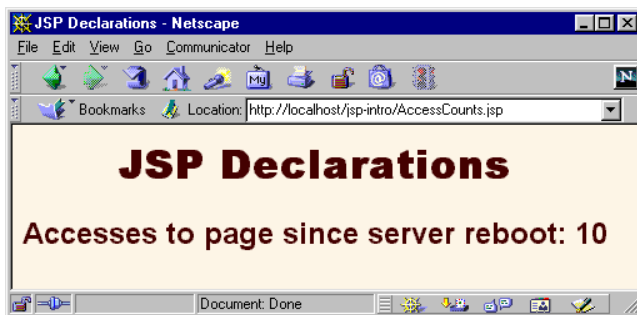 JSP Declarations - Netscape
File Edit View Go Communicator Help
My N
Bookmarks Location: http://localhost/jsp-intro/AccessCounts.jsp
JSP Declarations
Accesses to page since server reboot: 10
Document: Done